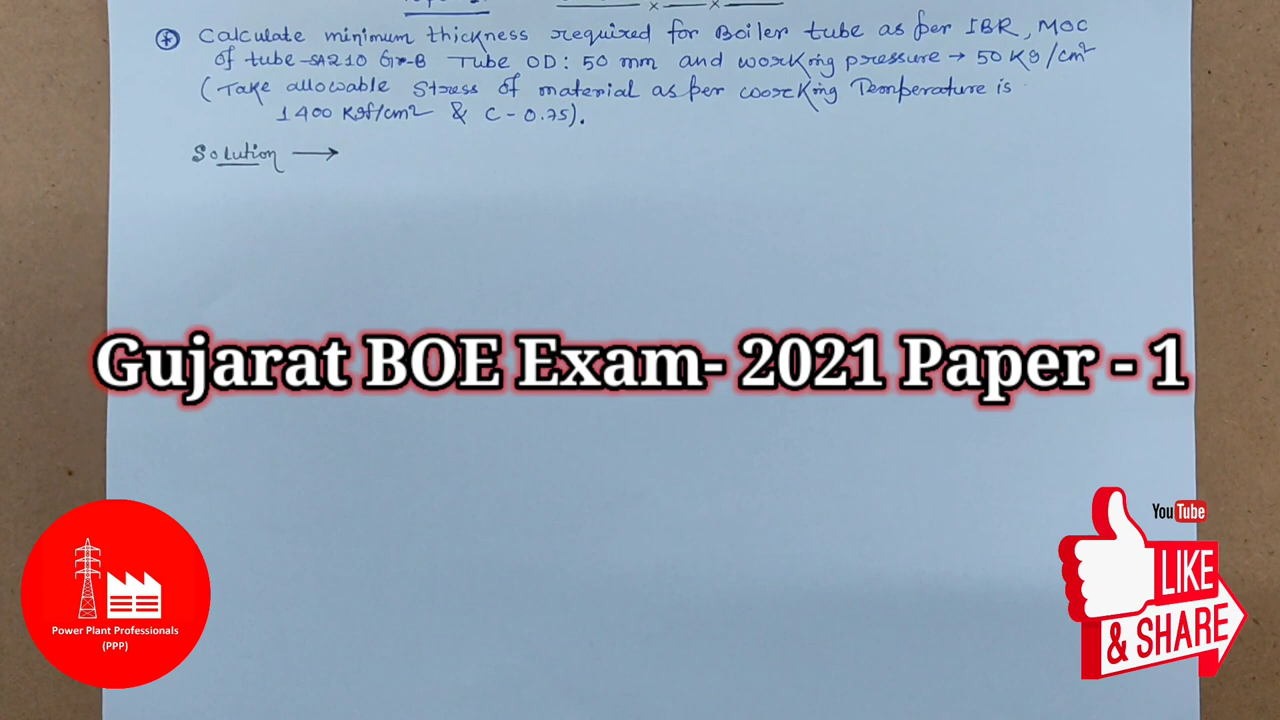 Calculate minimum thickness required for Boiler tube as per IBR, MOC
of tube-SA210 Gr-B Tube OD: 50 mm and working pressure → 50 Kg/cm²
(Take allowable Stress of material as per working Temperature is
1400 Kgf/cm² & C-0.75).
Solution →
Gujarat BOE Exam- 2021 Paper - 1
Power Plant Professionals
(PPP)
YouTube
LIKE
& SHARE